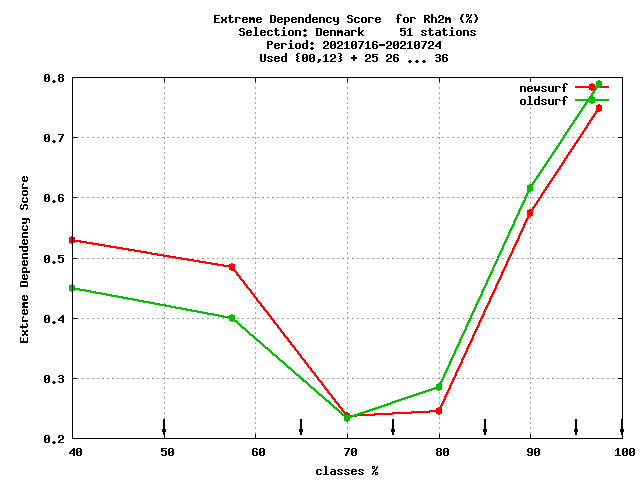 Extreme Dependency Score  for Rh2m (%)
Selection: Denmark     51 stations
Period: 20210716-20210724
Used {00,12} + 25 26 ... 36
newsurf
oldsurf
0.8
0.7
0.6
0.5
0.4
0.3
0.2
Extreme Dependency Score
40 50 60 70 80 90 100
classes %